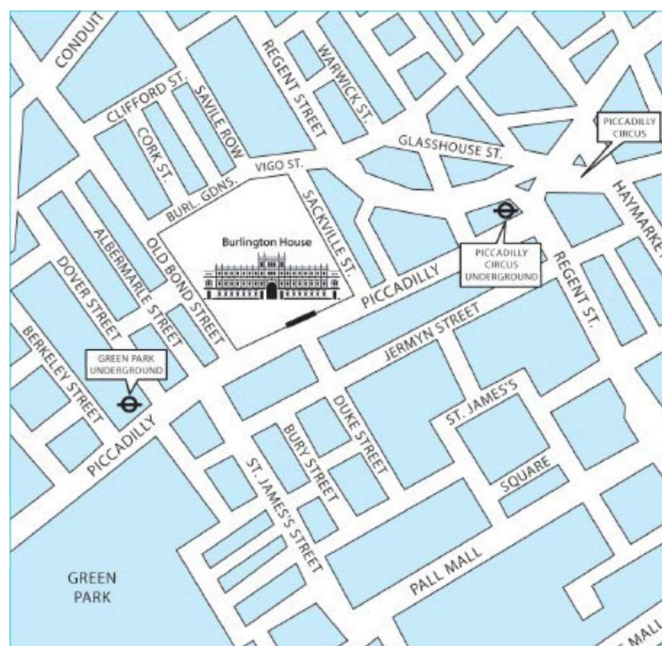 CONDUIT
CLIFFORD ST.
SAVILE ROW
REGENT STREET
WARWICK ST.
GLASSHOUSE ST.
PICCADILLY
CIRCUS
CORK ST.
VIGO ST.
BURL. GDNS.
SACKVILLE ST.
HAYMARKET
Burlington House
OLD BOND STREET
ALBERMARLE STREET
DOVER STREET
BERKELEY STREET
PICCADILLY
CIRCUS
UNDERGROUND
PICCADILLY
REGENT ST.
JERMYN STREET
GREEN PARK
UNDERGROUND
PICCADILLY
DUKE STREET
BURY STREET
ST. JAMES'S
SQUARE
ST. JAMES'S STREET
PALL MALL
GREEN
PARK
MALL